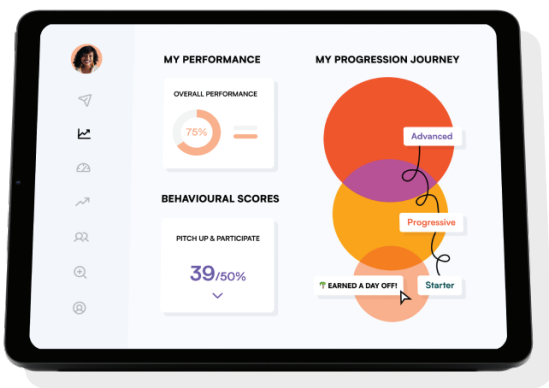 MY PERFORMANCE
OVERALL PERFORMANCE
75%
BEHAVIOURAL SCORES
PITCH UP & PARTICIPATE
39/50%
MY PROGRESSION JOURNEY
Advanced
Progressive
EARNED A DAY OFF!
Starter